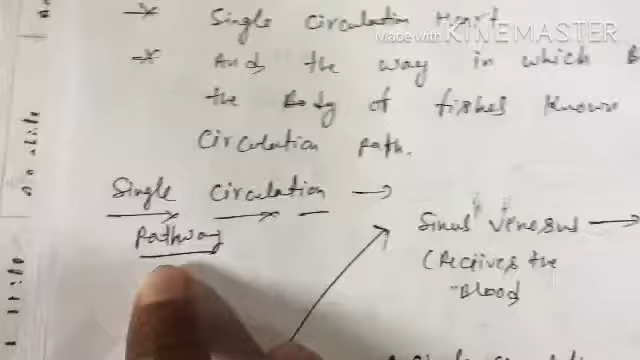 Single Circulation Heart
Made with KINEMASTER
And the way in which B
the Body of fishes known
Circulation path.
Single Circulation
Pathway
Sinus Venosus
(Receives the
Blood